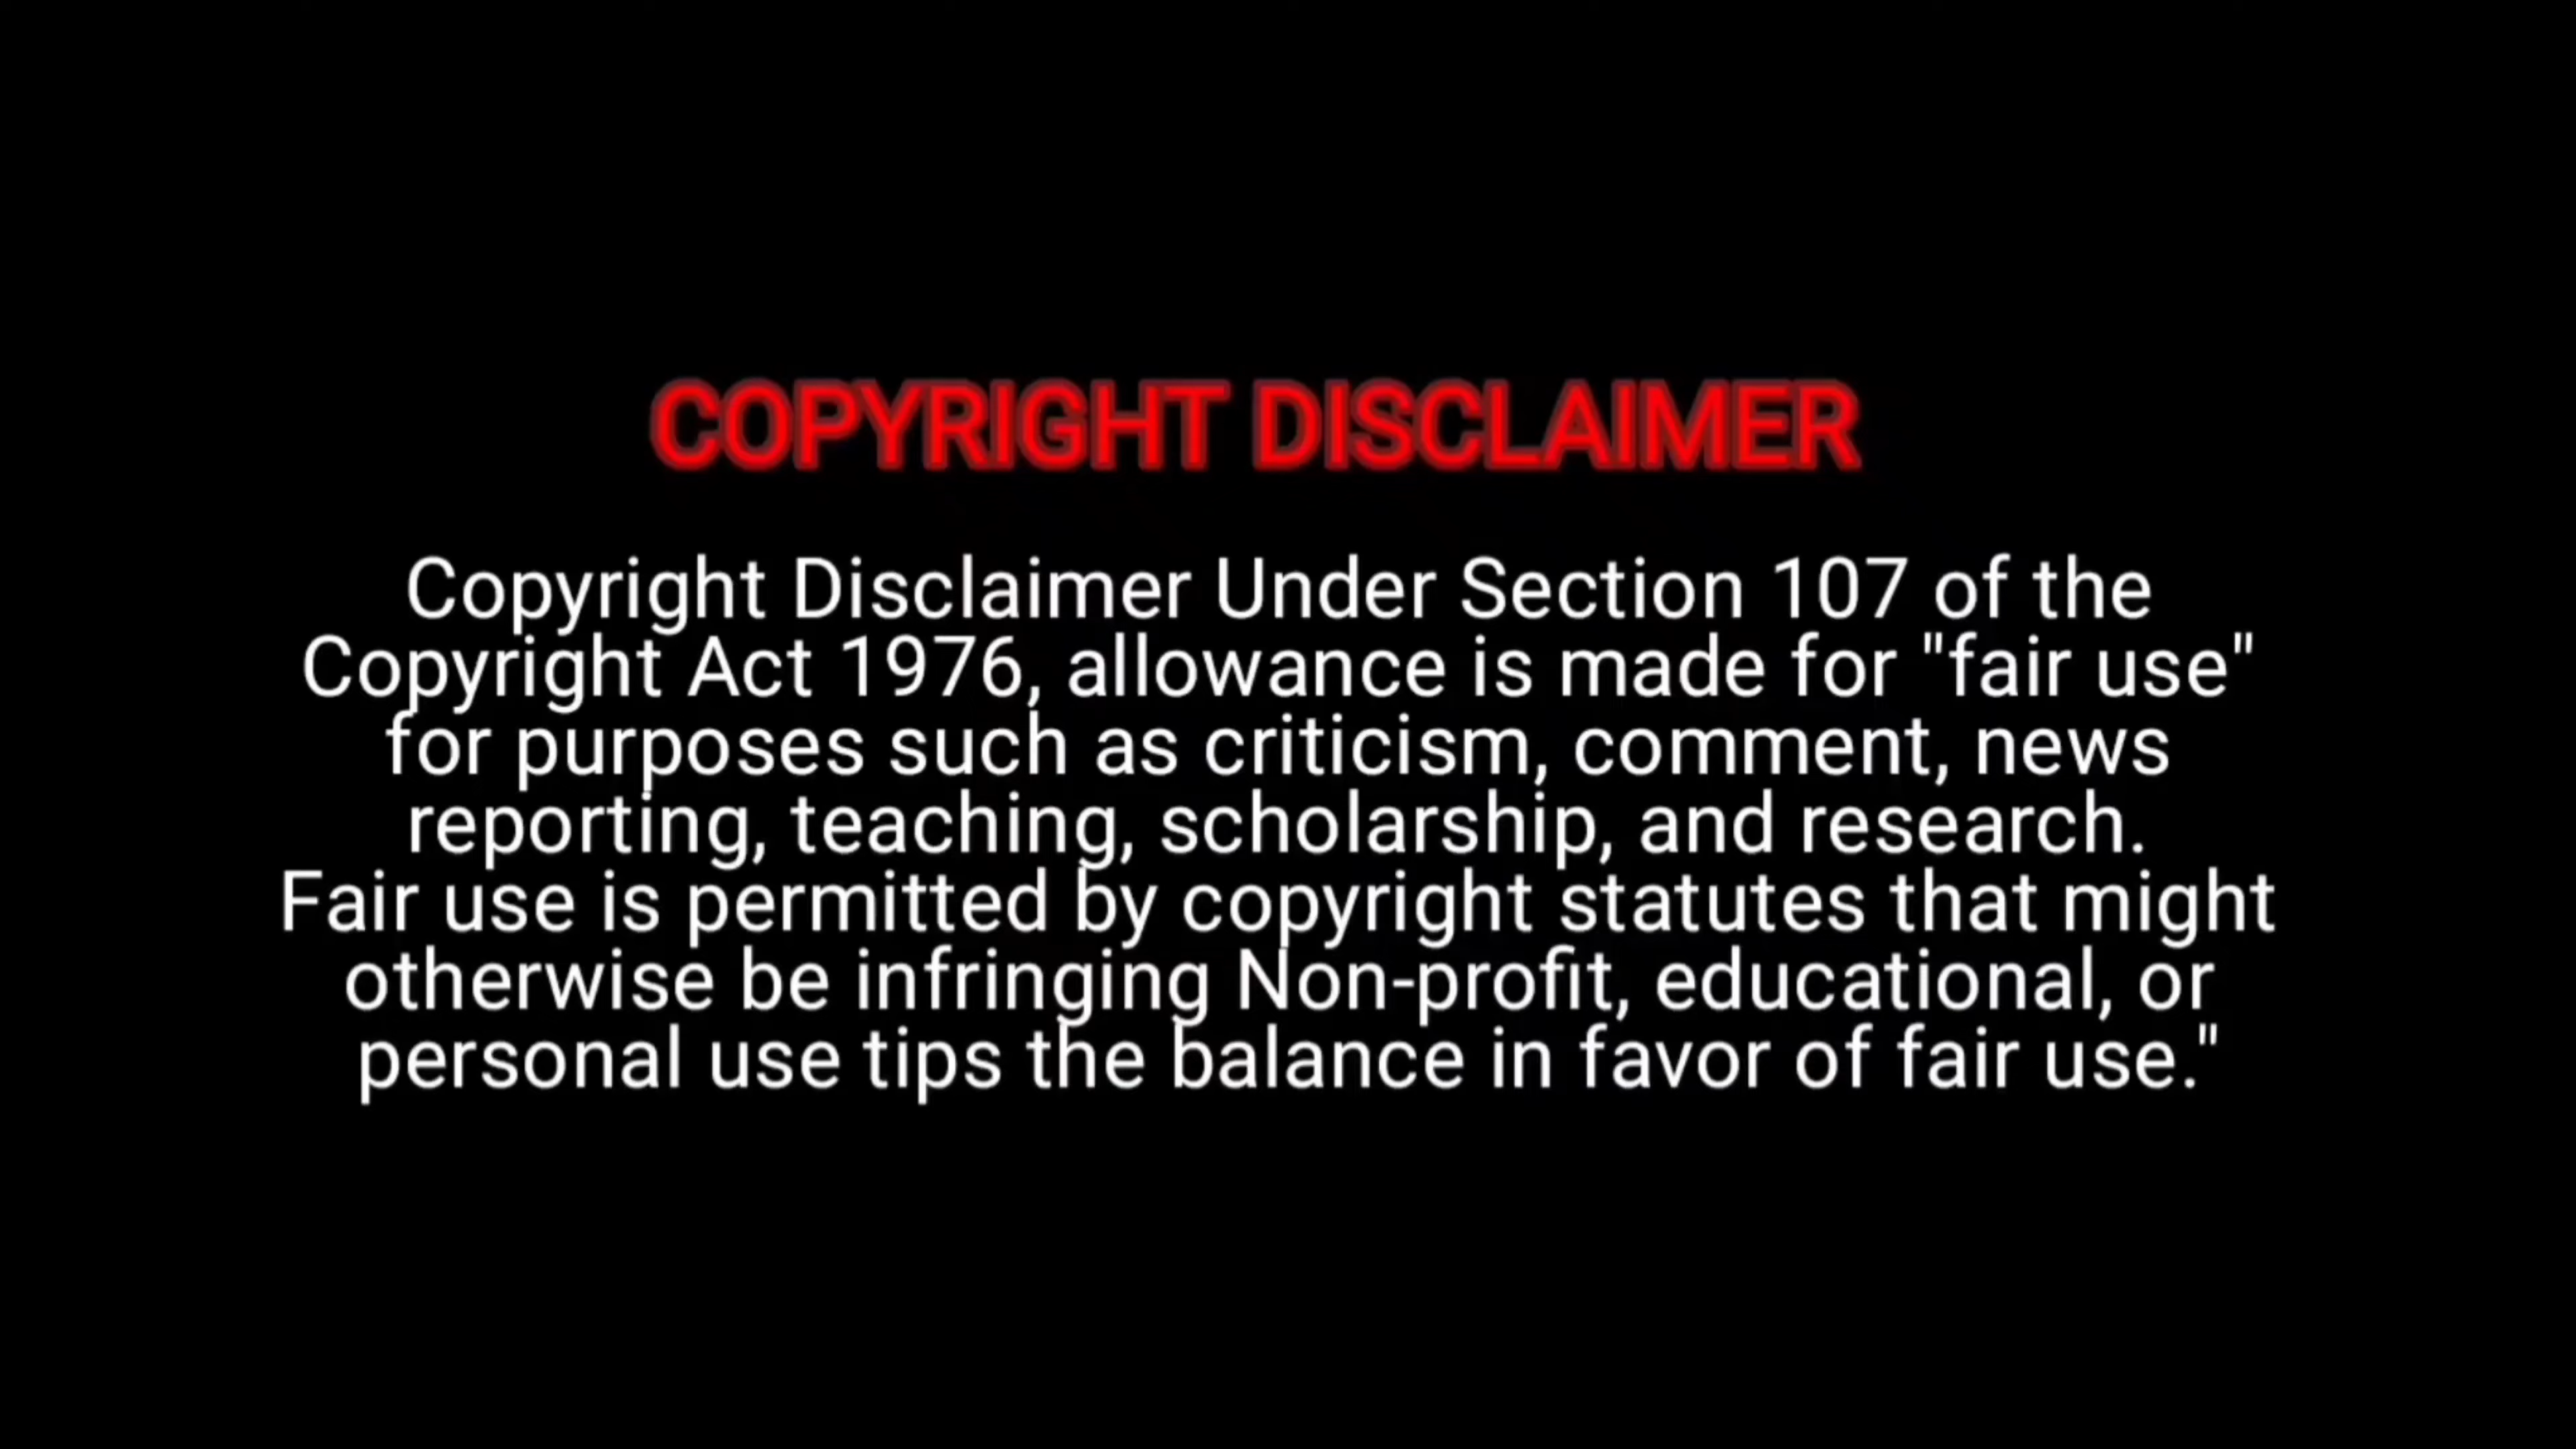 COPYRIGHT DISCLAIMER
Copyright Disclaimer Under Section 107 of the
Copyright Act 1976, allowance is made for "fair use"
for purposes such as criticism, comment, news
reporting, teaching, scholarship, and research.
Fair use is permitted by copyright statutes that might
otherwise be infringing Non-profit, educational, or
personal use tips the balance in favor of fair use."